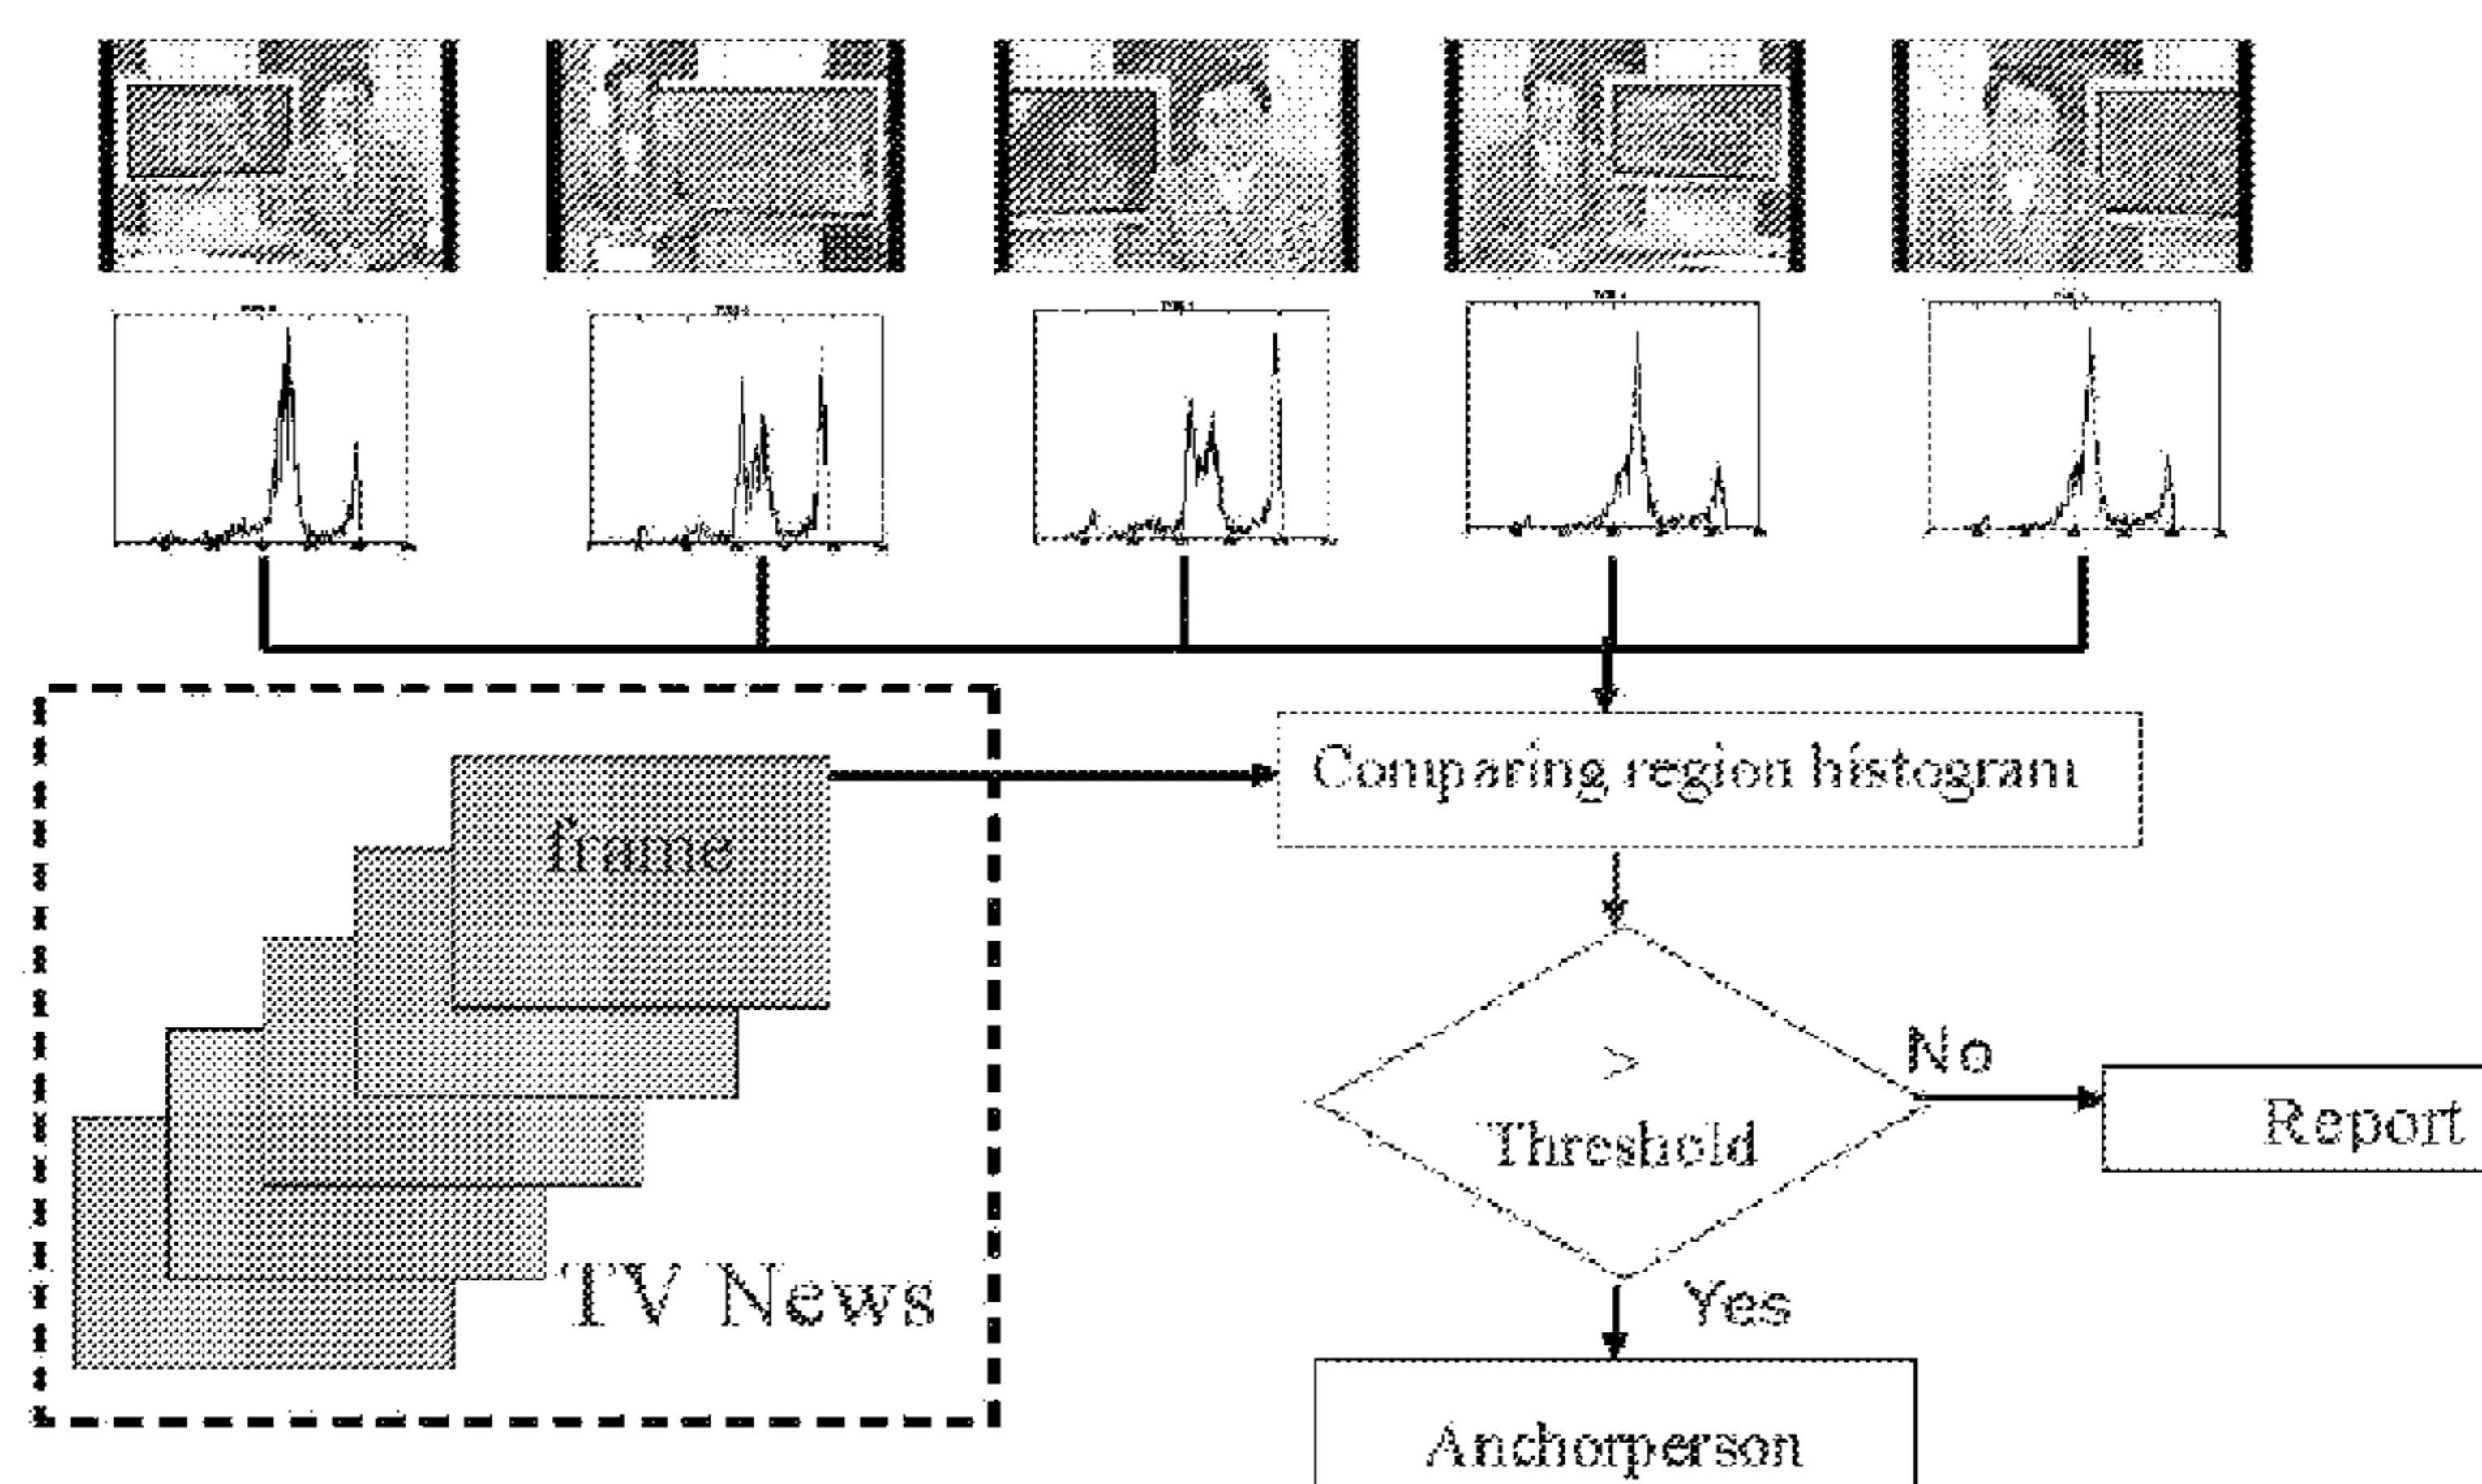 Comparing region histogram
frame
>
Threshold
No
Report
TV News
Yes
Anchorperson